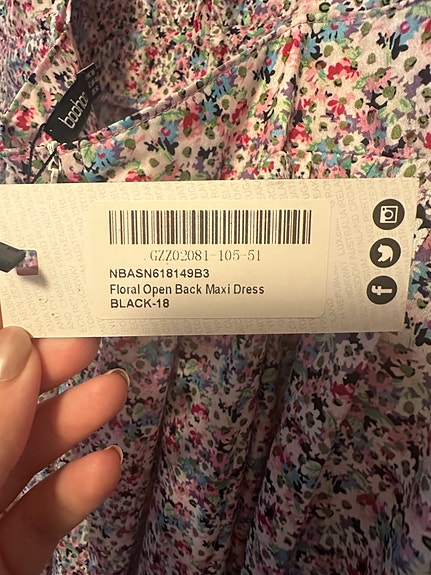 boohoo
GZZ02081-105-51
NBASN618149B3
Floral Open Back Maxi Dress
BLACK-18